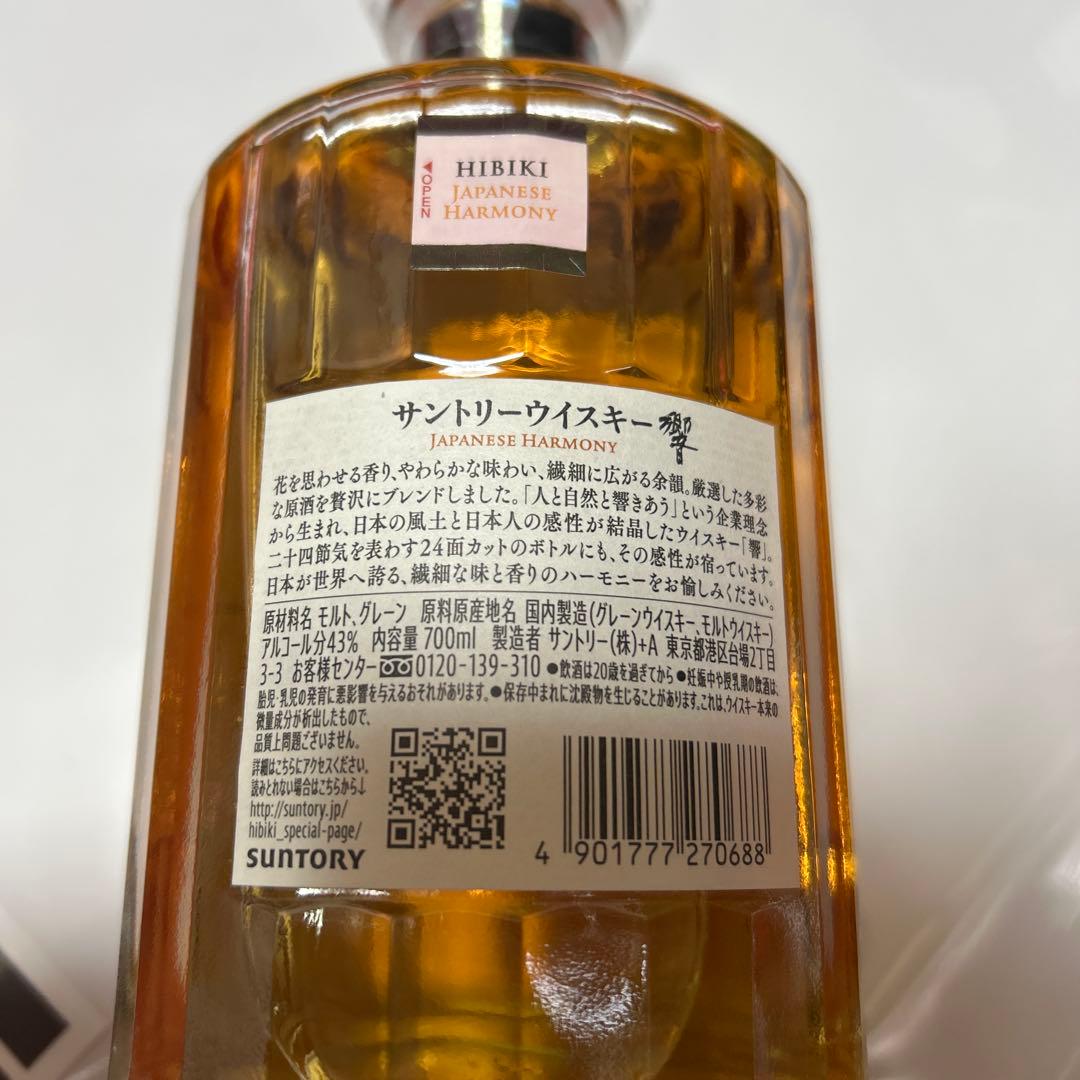 OPEN
HIBIKI
JAPANESE
HARMONY
サントリーウイスキー響
JAPANESE HARMONY
花を思わせる香り、やわらかな味わい、繊細に広がる余韻。厳選した多彩
な原酒を贅沢にブレンドしました。「人と自然と響きあう」という企業理念
から生まれ、日本の風土と日本人の感性が結晶したウイスキー「響」。
二十四節気を表わす24面カットのボトルにも、その感性が宿っています。
日本が世界へ誇る、繊細な味と香りのハーモニーをお愉しみください。
原材料名 モルト、グレーン 原料原産地名 国内製造(グレーンウイスキー、モルトウイスキー)
アルコール分43% 内容量 700ml 製造者 サントリー(株)+A 東京都港区台場2丁目
3-3 お客様センター 0120-139-310 ●飲酒は20歳を過ぎてから ●妊娠中や授乳期の飲酒は、
胎児・乳児の発育に悪影響を与えるおそれがあります。●保存中まれに沈殿物を生じることがあります。これは、ウイスキー本来の
微量成分が析出したもので、
品質上問題ございません。
詳細はこちらにアクセスください。
読みとれない場合はこちらから↓
http://suntory.jp/
hibiki_special-page/
SUNTORY
4 901777 270688